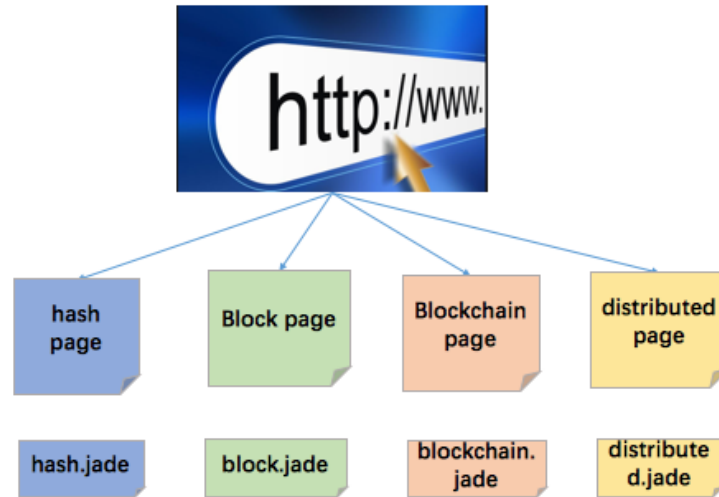 http://www.
hash
page
Block page
Blockchain
page
distributed
page
hash.jade
block.jade
blockchain.
jade
distribute
d.jade